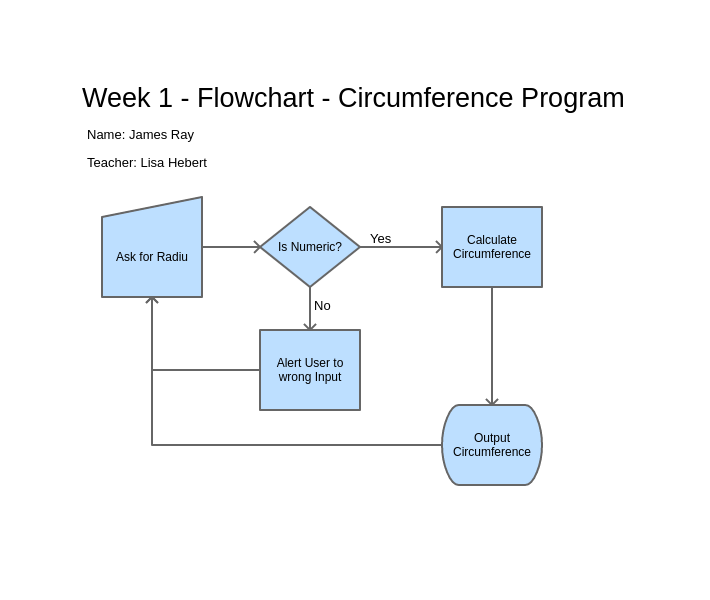 Week 1 - Flowchart - Circumference Program
Name: James Ray
Teacher: Lisa Hebert
Ask for Radiu
Is Numeric?
Yes
Calculate
Circumference
No
Alert User to
wrong Input
Output
Circumference